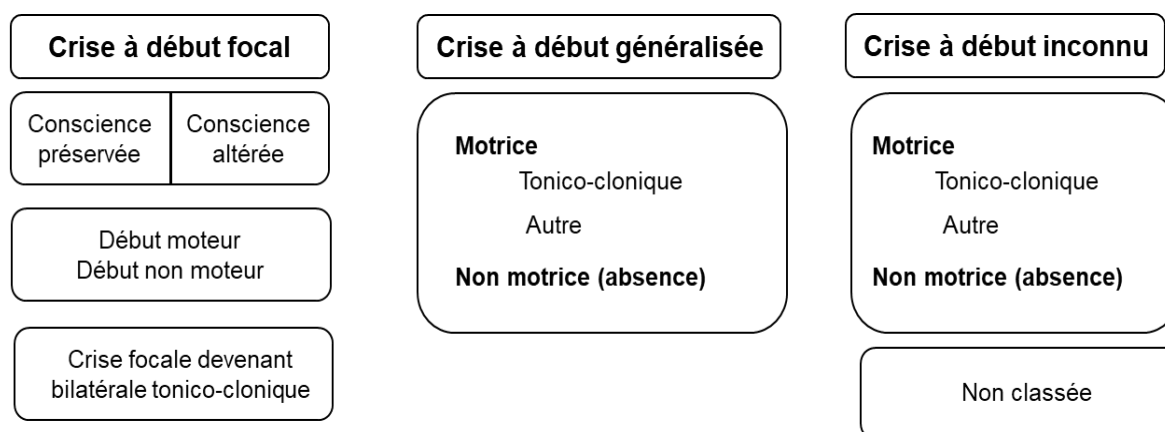 Crise à début focal
Conscience
préservée
Conscience
altérée
Début moteur
Début non moteur
Crise focale devenant
bilatérale tonico-clonique
Crise à début généralisée
Motrice
Tonico-clonique
Autre
Non motrice (absence)
Crise à début inconnu
Motrice
Tonico-clonique
Autre
Non motrice (absence)
Non classée